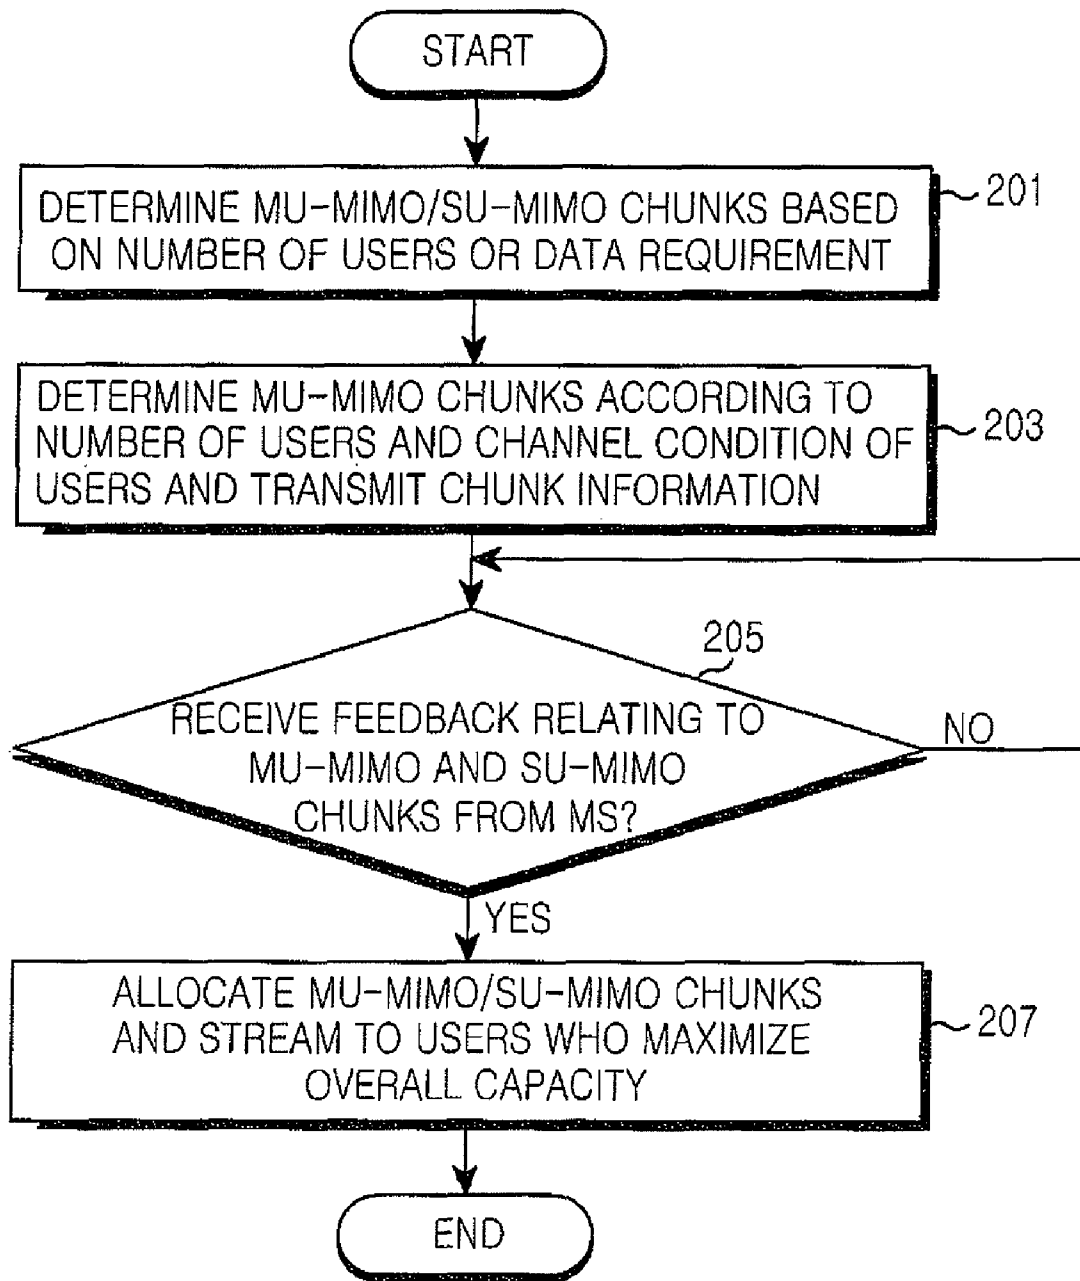 START
DETERMINE MU-MIMO/SU-MIMO CHUNKS BASED
ON NUMBER OF USERS OR DATA REQUIREMENT
201
DETERMINE MU-MIMO CHUNKS ACCORDING TO
NUMBER OF USERS AND CHANNEL CONDITION OF
USERS AND TRANSMIT CHUNK INFORMATION
203
205
RECEIVE FEEDBACK RELATING TO
MU-MIMO AND SU-MIMO
CHUNKS FROM MS?
NO
YES
ALLOCATE MU-MIMO/SU-MIMO CHUNKS
AND STREAM TO USERS WHO MAXIMIZE
OVERALL CAPACITY
207
END